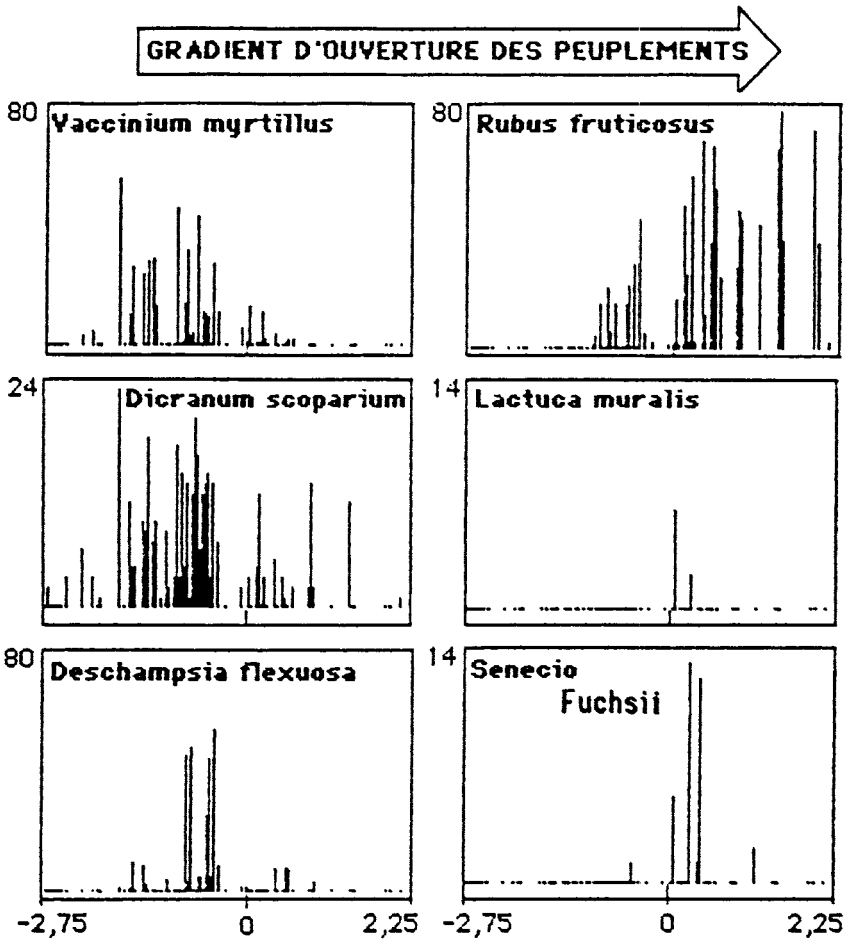 GRADIENT D'OUVERTURE DES PEUPLEMENTS
80
Vaccinium myrtillus
80
Rubus fruticosus
24
Dicranum scoparium
14
Lactuca muralis
80
Deschampsia flexuosa
14
Senecio
Fuchsii
-2,75 0 2,25
-2,75 0 2,25